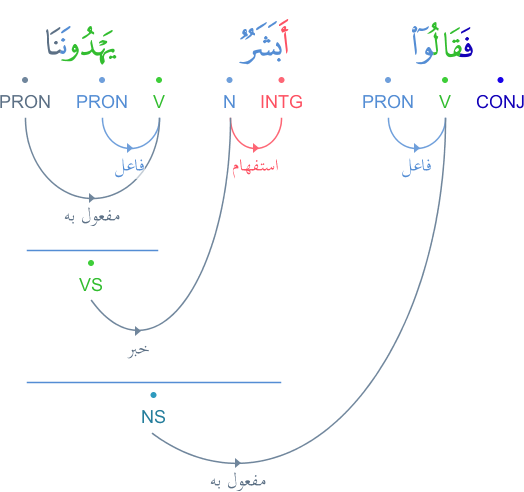 فَقَالُوٓا۟ أَبَشَرٌ يَهْدُونَنَا
CONJ V PRON INTG N V PRON PRON
فاعل استفهام فاعل
مفعول به
VS
خبر
NS
مفعول به